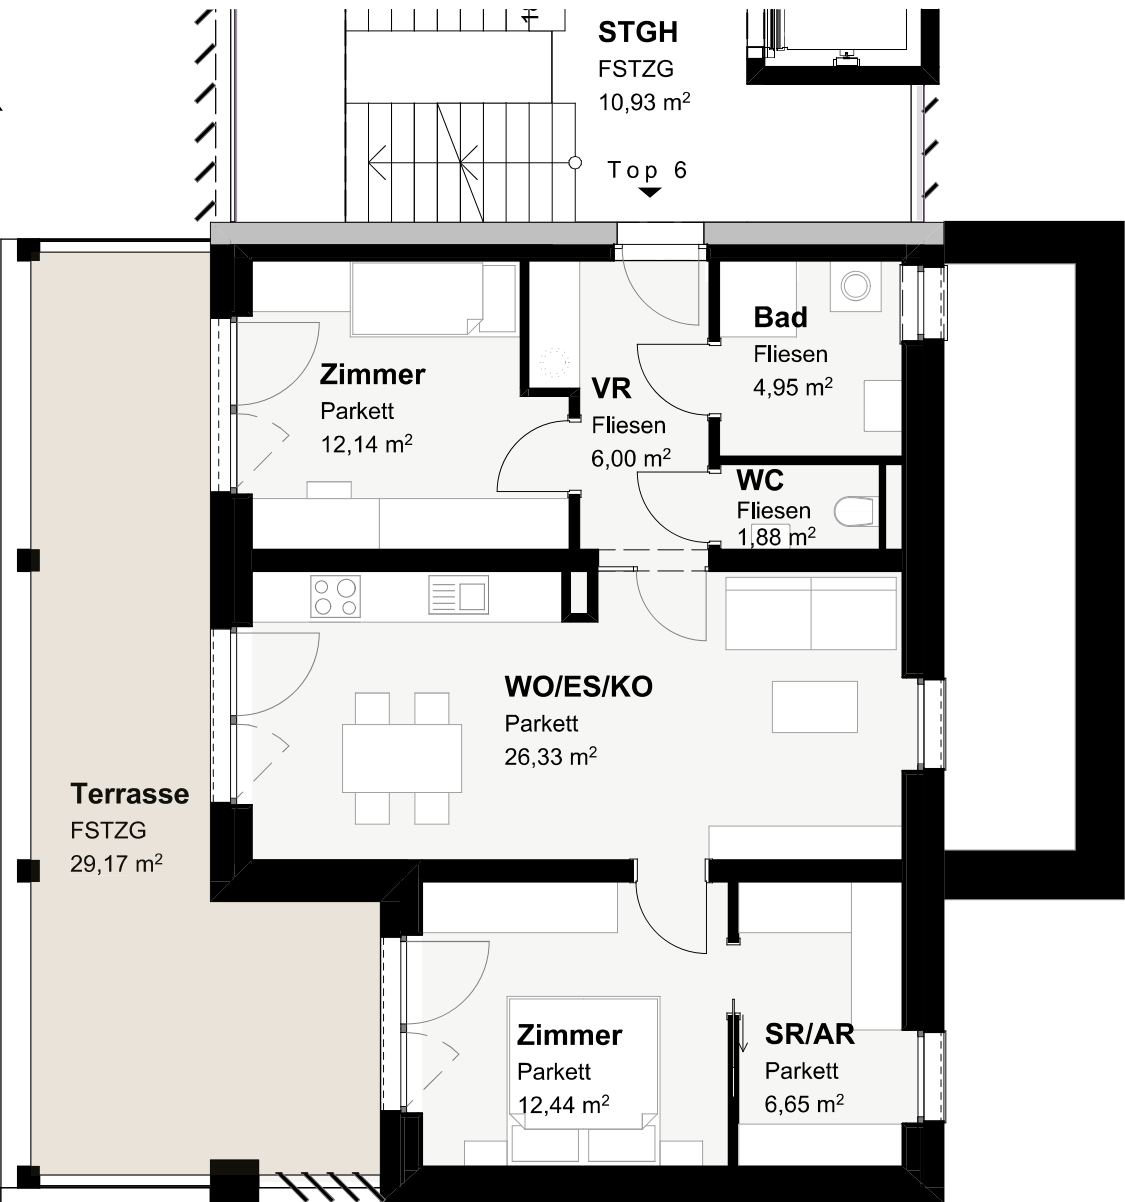 STGH
FSTZG
10,93 m²
Top 6
Bad
Fliesen
4,95 m²
Zimmer
Parkett
12,14 m²
VR
Fliesen
6,00 m²
WC
Fliesen
1,88 m²
WO/ES/KO
Parkett
26,33 m²
Terrasse
FSTZG
29,17 m²
Zimmer
Parkett
12,44 m²
SR/AR
Parkett
6,65 m²